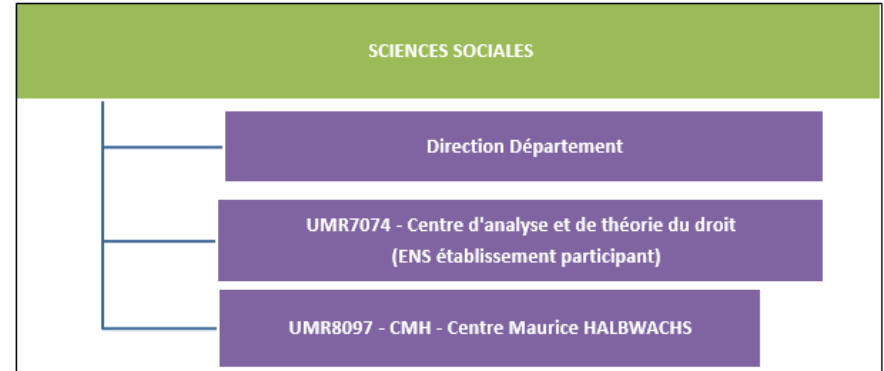 SCIENCES SOCIALES
Direction Département
UMR7074 - Centre d'analyse et de théorie du droit
(ENS établissement participant)
UMR8097 - CMH - Centre Maurice HALBWACHS